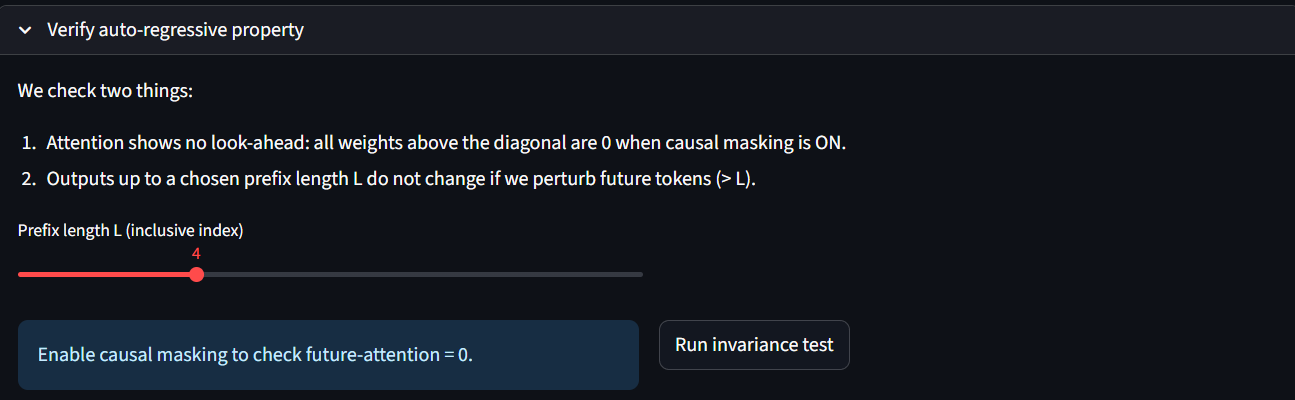 Verify auto-regressive property
We check two things:
1. Attention shows no look-ahead: all weights above the diagonal are 0 when causal masking is ON.
2. Outputs up to a chosen prefix length L do not change if we perturb future tokens (> L).
Prefix length L (inclusive index)
4
Enable causal masking to check future-attention = 0.
Run invariance test